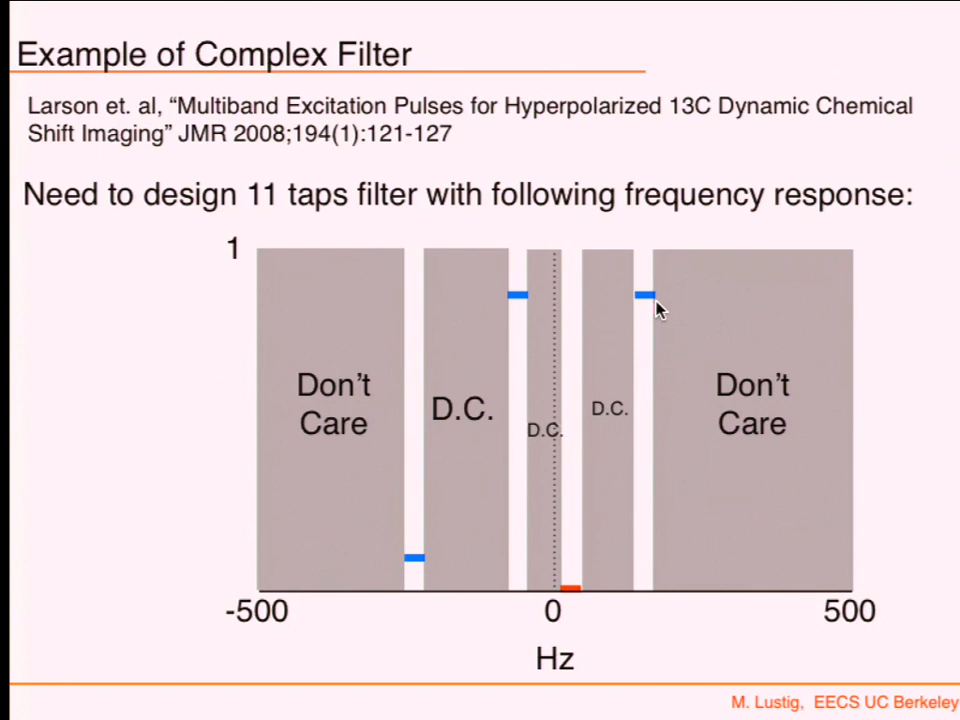 Example of Complex Filter
Larson et. al, “Multiband Excitation Pulses for Hyperpolarized 13C Dynamic Chemical
Shift Imaging” JMR 2008;194(1):121-127
Need to design 11 taps filter with following frequency response:
1
Don’t
Care
D.C.
D.C.
D.C.
Don’t
Care
-500
0
500
Hz
M. Lustig, EECS UC Berkeley